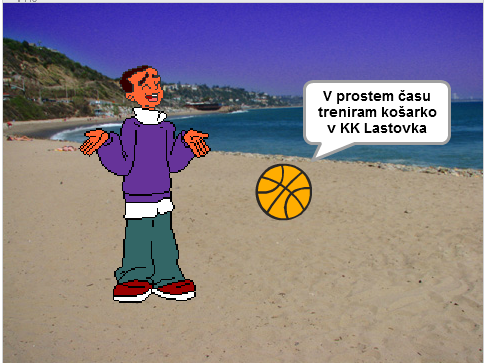 V prostem času
treniram košarko
v KK Lastovka